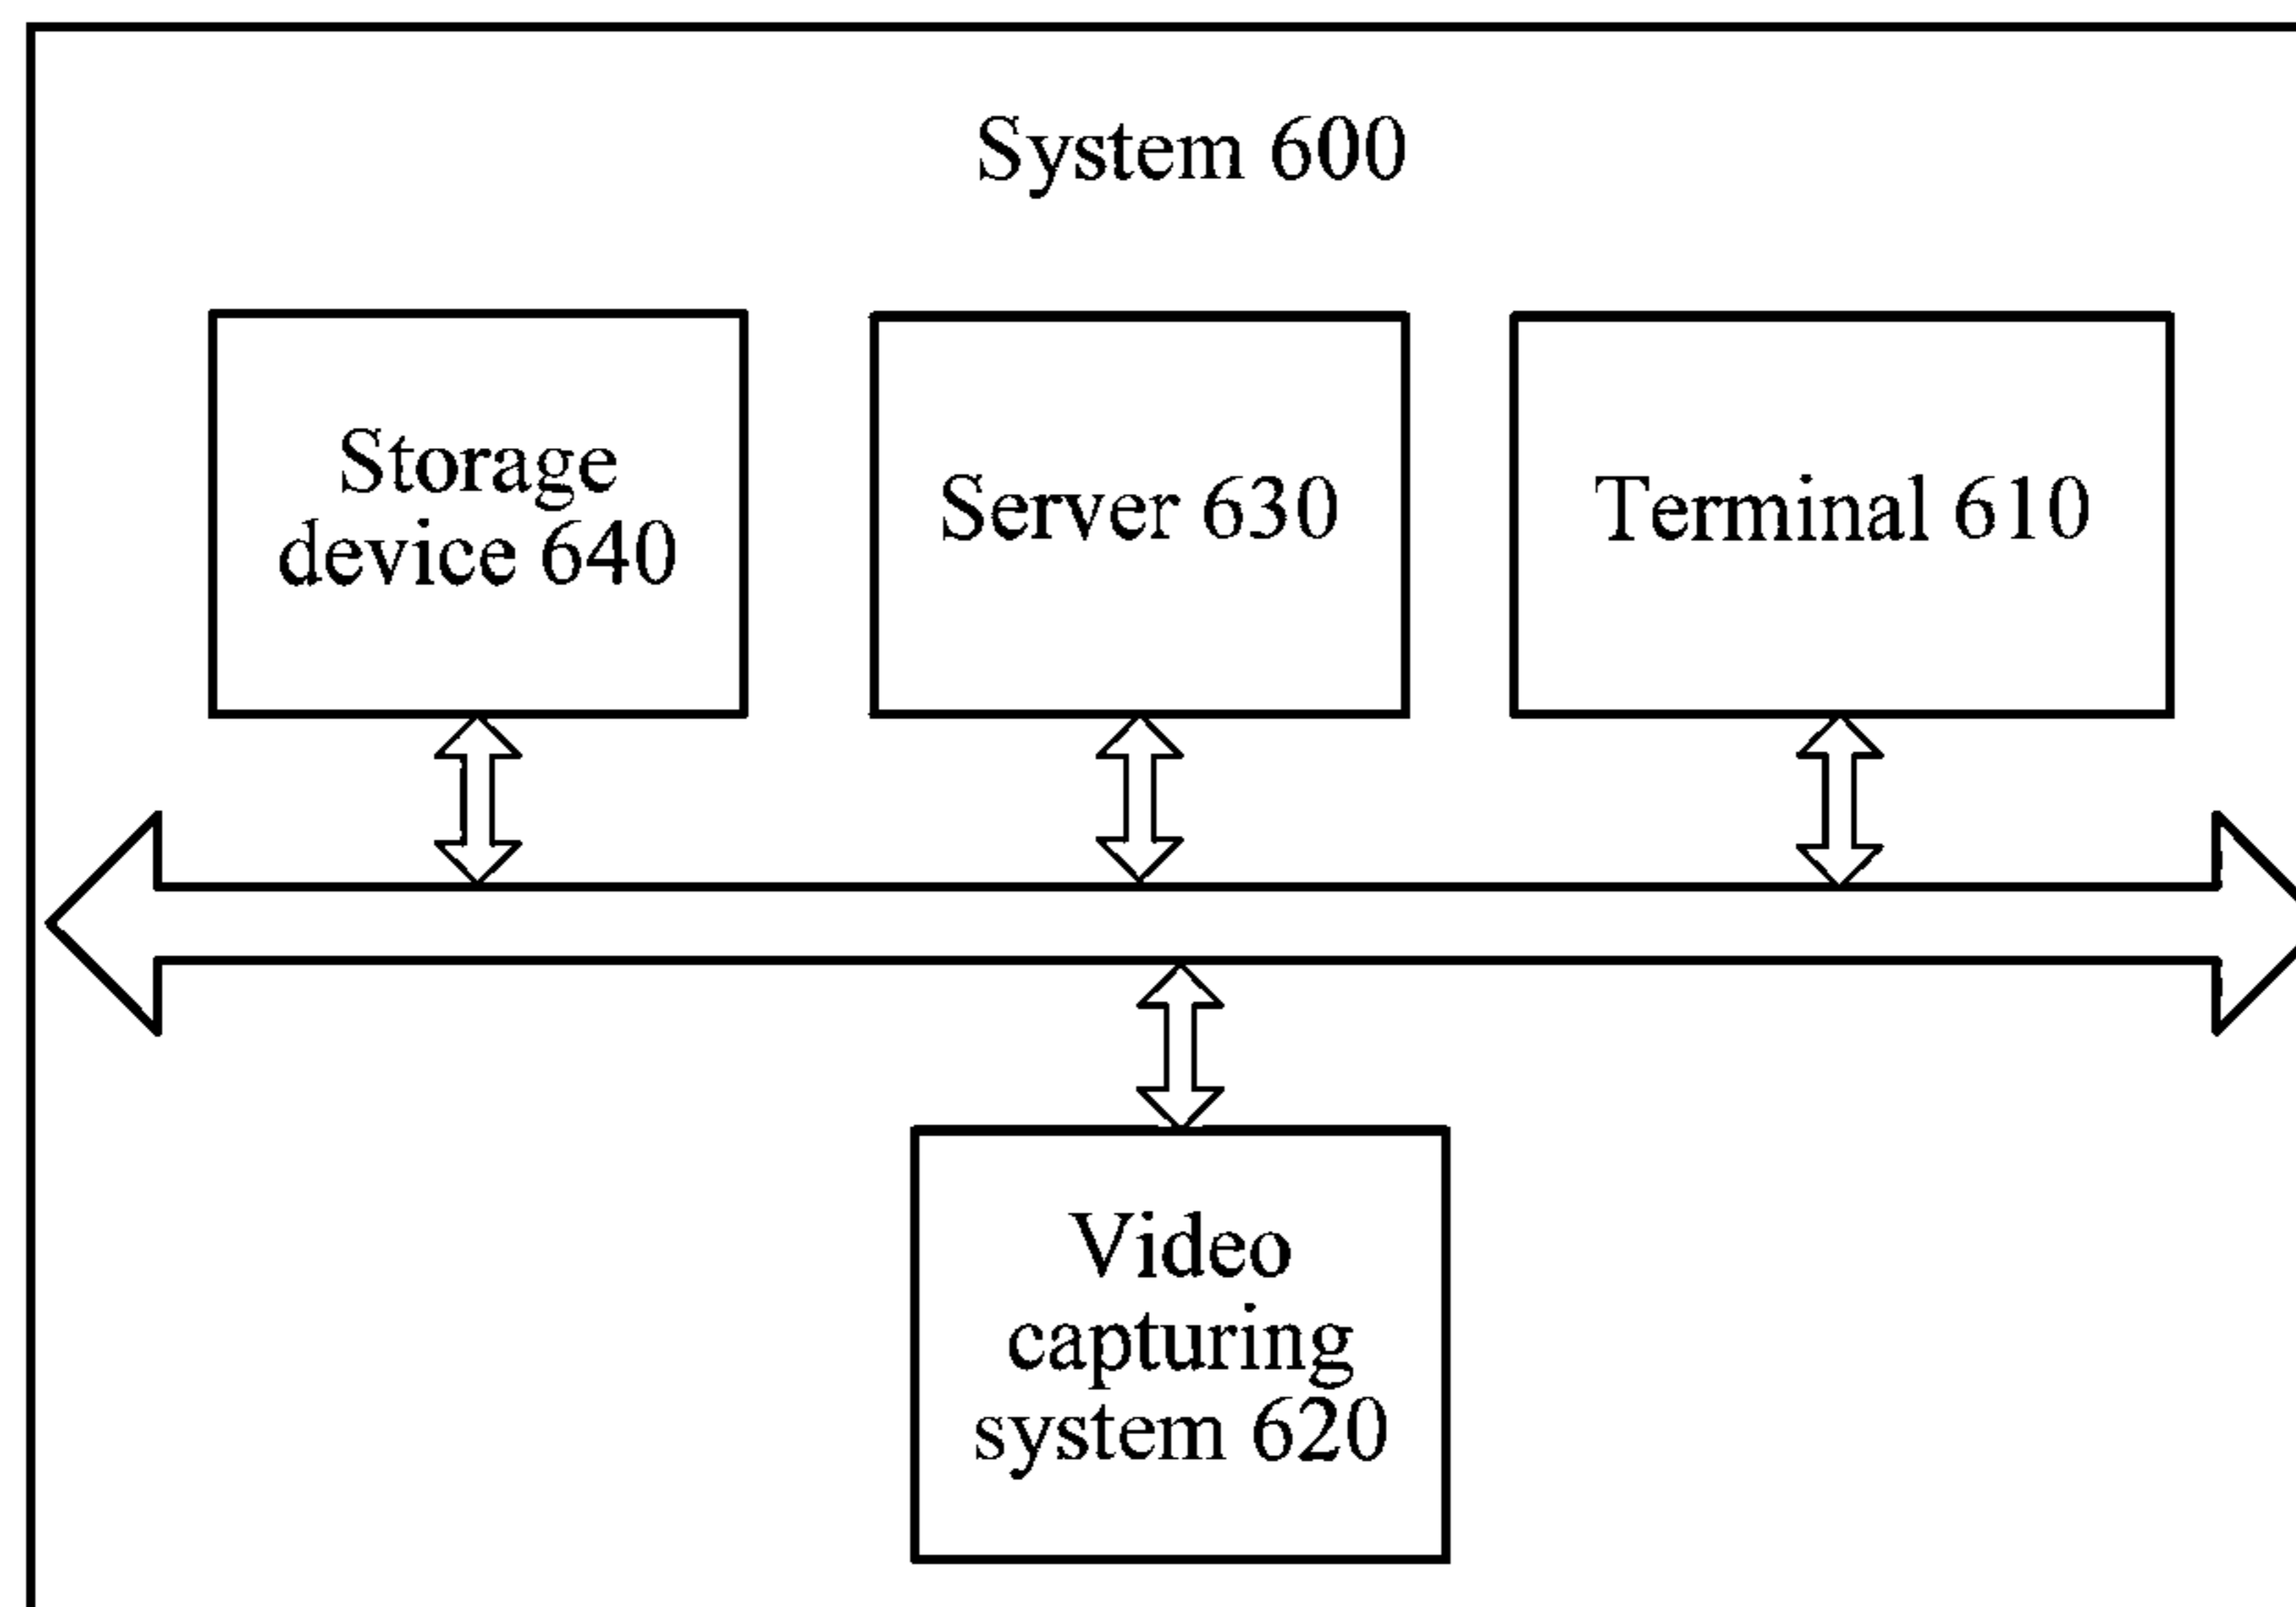 System 600
Storage
device 640
Server 630
Terminal 610
Video
capturing
system 620